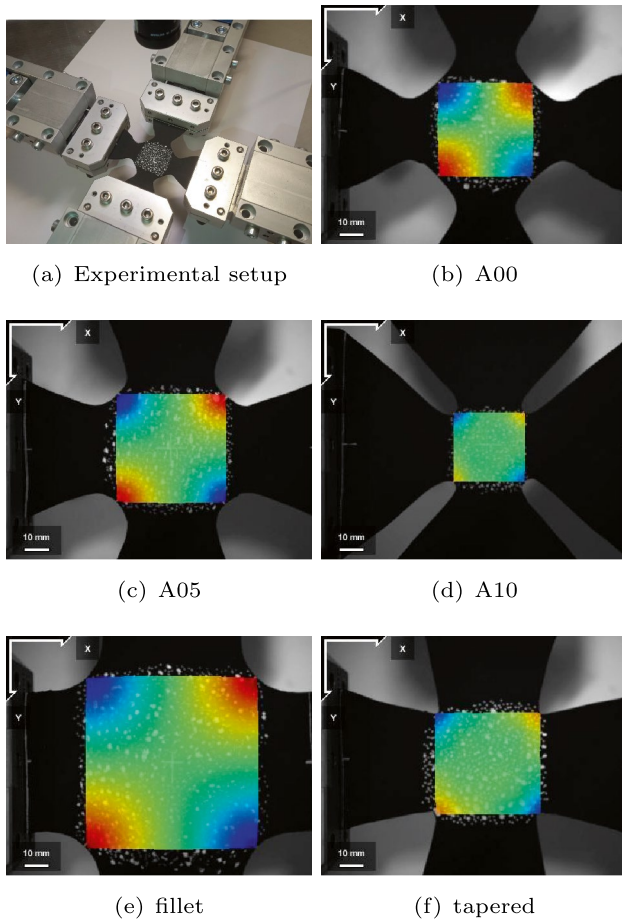 X
Y
10 mm
(a) Experimental setup
(b) A00
X
Y
10 mm
X
Y
10 mm
(c) A05
(d) A10
X
Y
10 mm
X
Y
10 mm
(e) fillet
(f) tapered